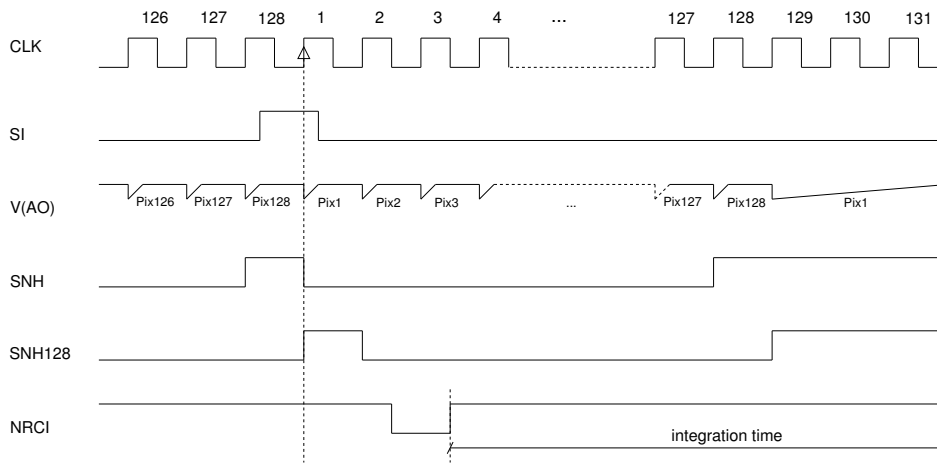 126 127 128 1 2 3 4 ... 127 128 129 130 131
CLK
SI
V(AO)
Pix126 Pix127 Pix128 Pix1 Pix2 Pix3 ... Pix127 Pix128 Pix1
SNH
SNH128
NRCI
integration time